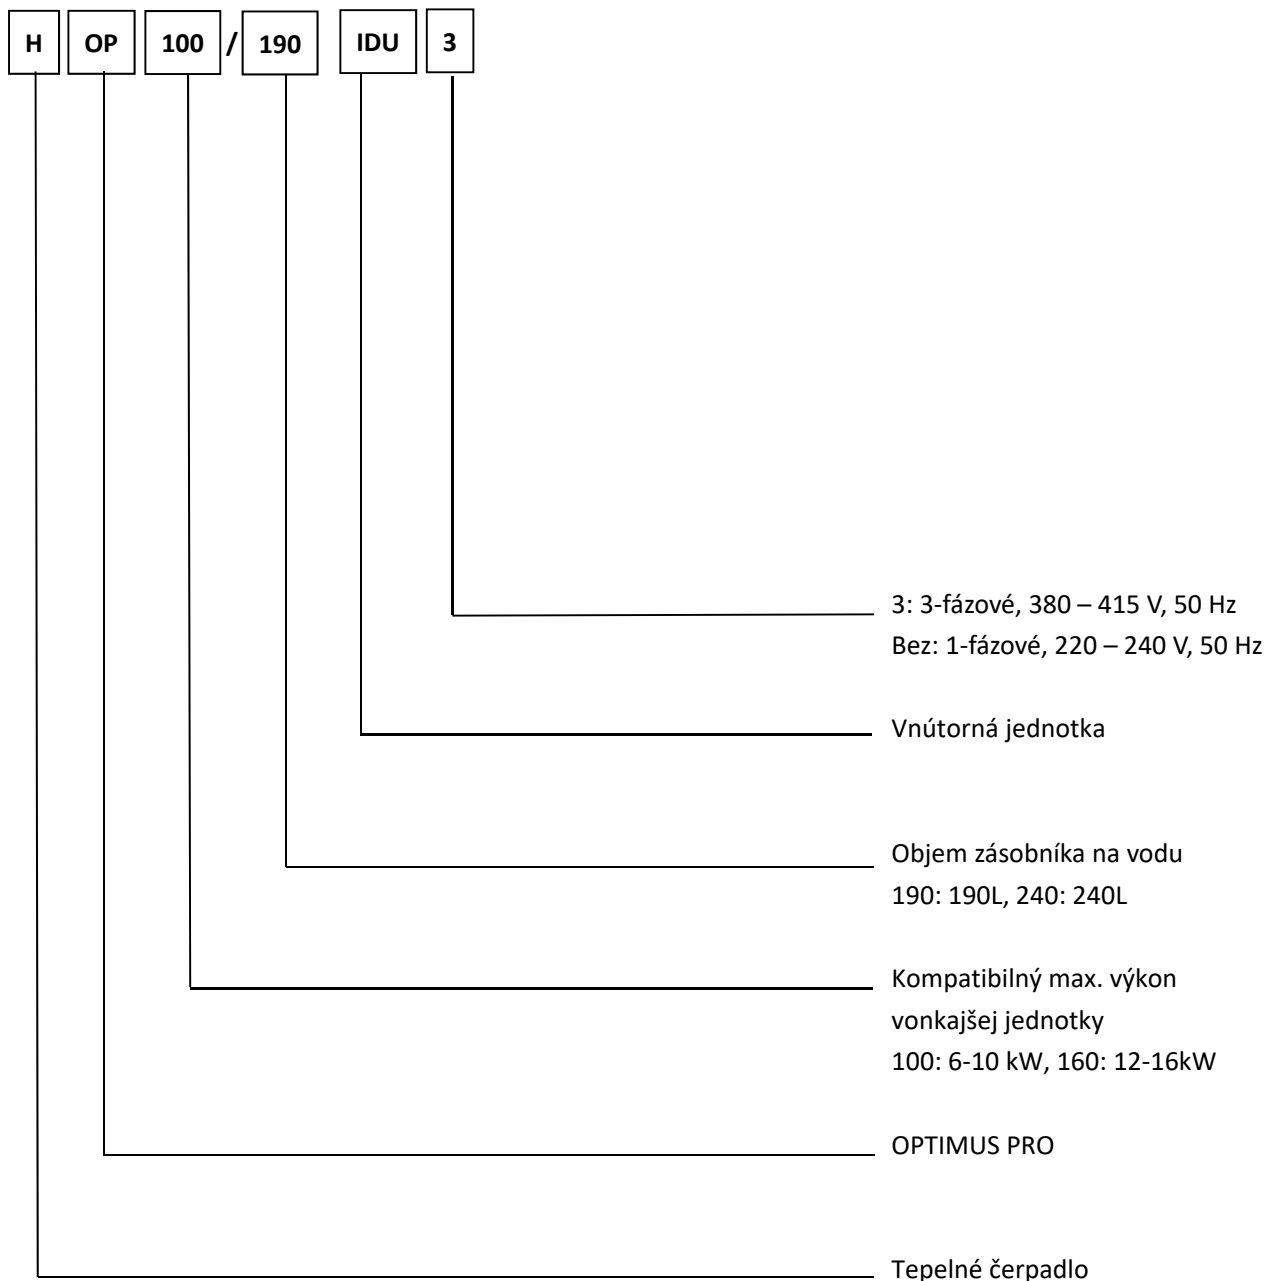 H OP 100 / 190 IDU 3
3: 3-fázové, 380 – 415 V, 50 Hz
Bez: 1-fázové, 220 – 240 V, 50 Hz
Vnútorná jednotka
Objem zásobníka na vodu
190: 190L, 240: 240L
Kompatibilný max. výkon
vonkajšej jednotky
100: 6-10 kW, 160: 12-16kW
OPTIMUS PRO
Tepelné čerpadlo